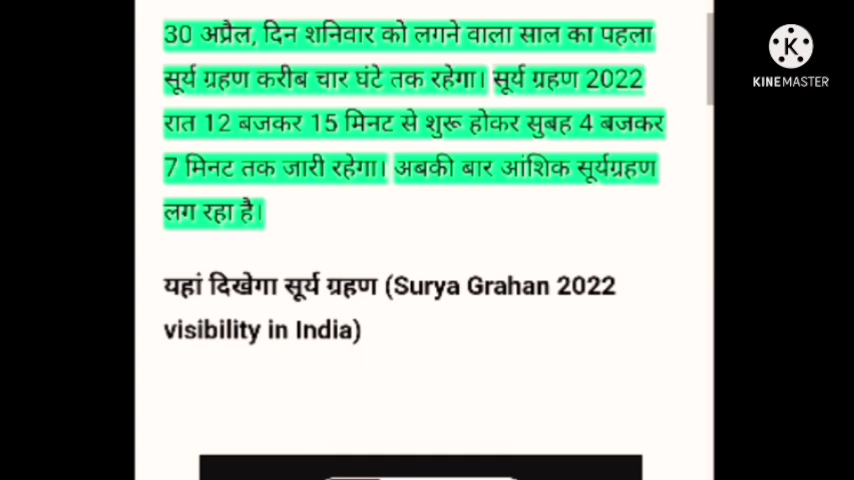 30 अप्रैल, दिन शनिवार को लगने वाला साल का पहला
सूर्य ग्रहण करीब चार घंटे तक रहेगा। सूर्य ग्रहण 2022
रात 12 बजकर 15 मिनट से शुरू होकर सुबह 4 बजकर
7 मिनट तक जारी रहेगा। अबकी बार आंशिक सूर्यग्रहण
लग रहा है।
यहां दिखेगा सूर्य ग्रहण (Surya Grahan 2022
visibility in India)
K
KINEMASTER